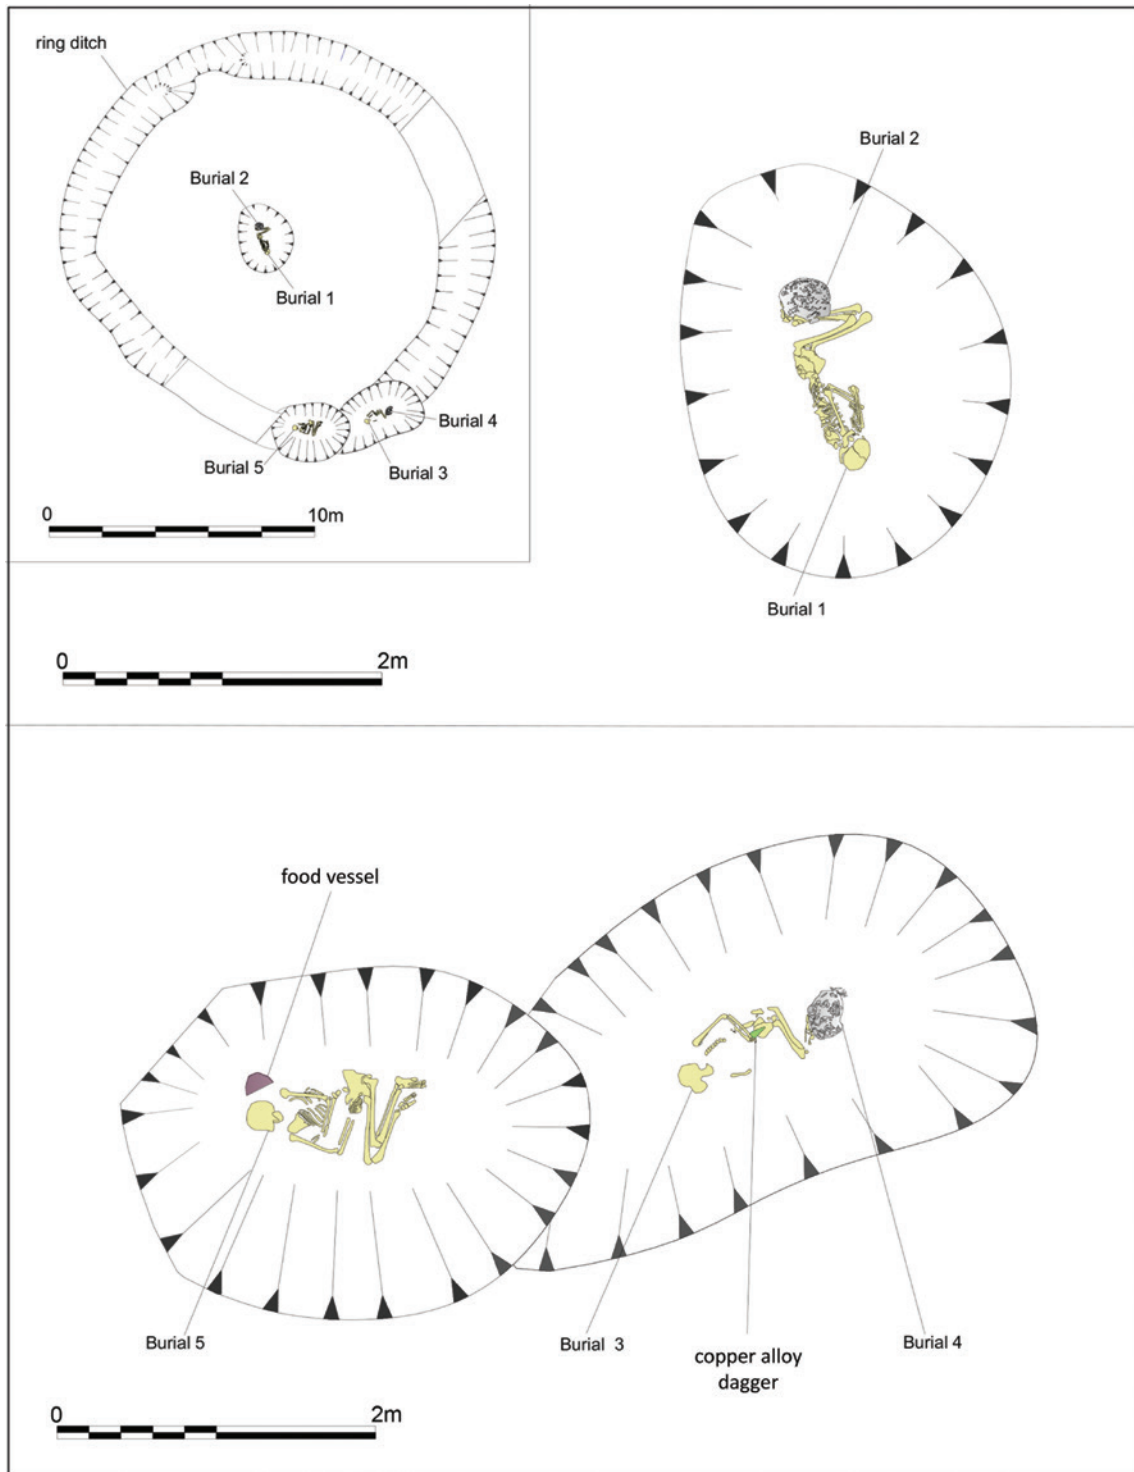 ring ditch
Burial 2
Burial 1
Burial 4
Burial 5
Burial 3
0 10m
Burial 2
Burial 1
0 2m
food vessel
Burial 5
Burial 3
Burial 4
copper alloy
dagger
0 2m